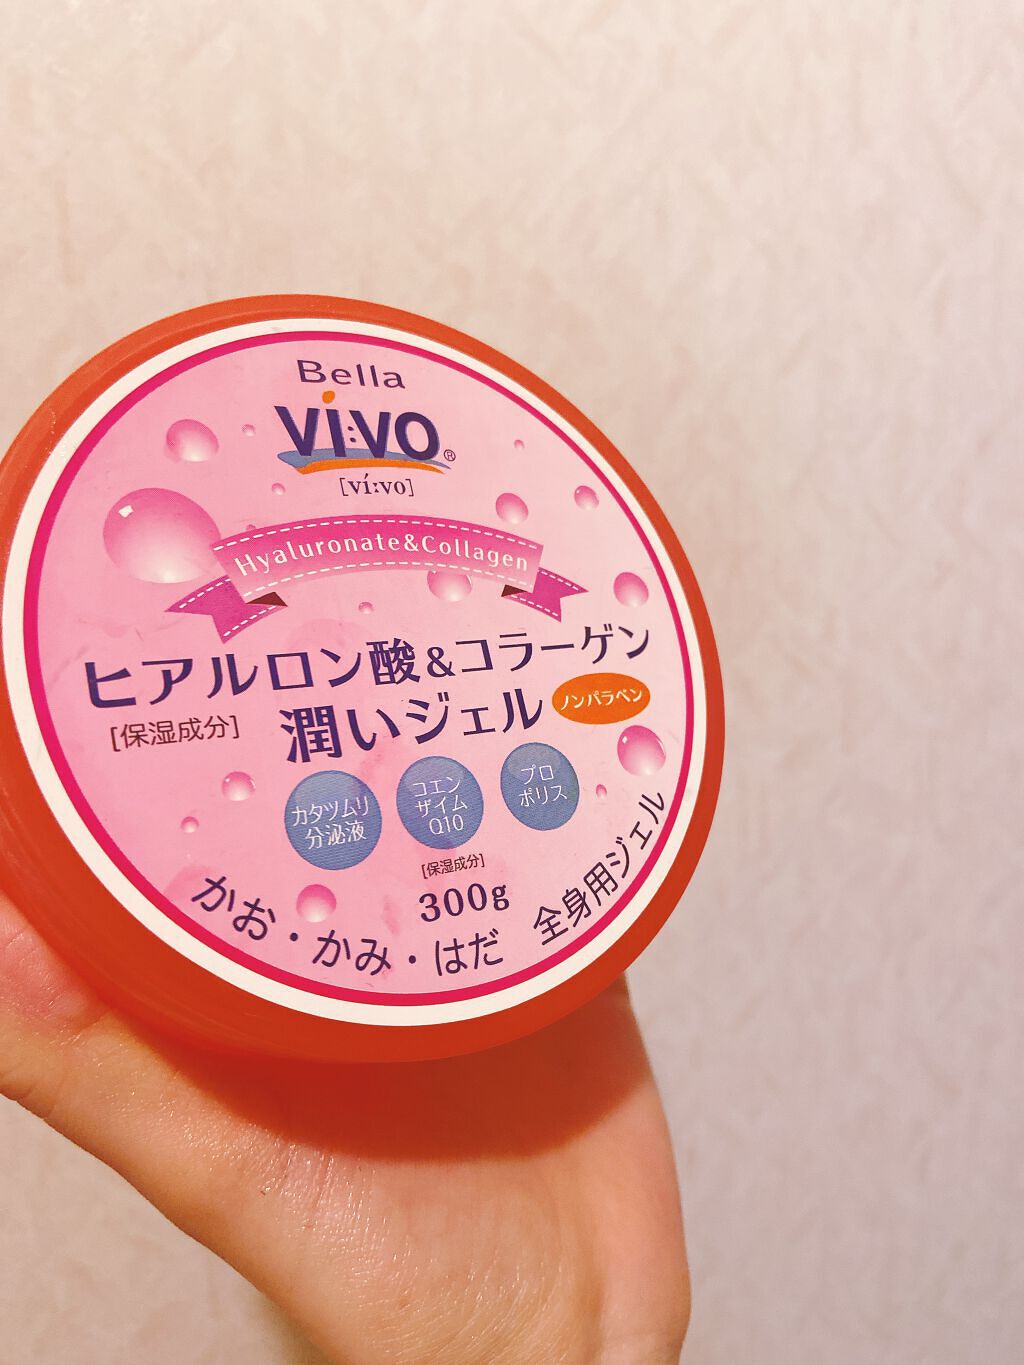 Bella
vi:vo®
[ví:vo]
Hyaluronate&Collagen
ヒアルロン酸&コラーゲン
[保湿成分]
潤いジェル
ノンパラベン
カタツムリ
分泌液
コエン
ザイム
Q10
プロ
ポリス
[保湿成分]
300g
かお・かみ・はだ 全身用ジェル